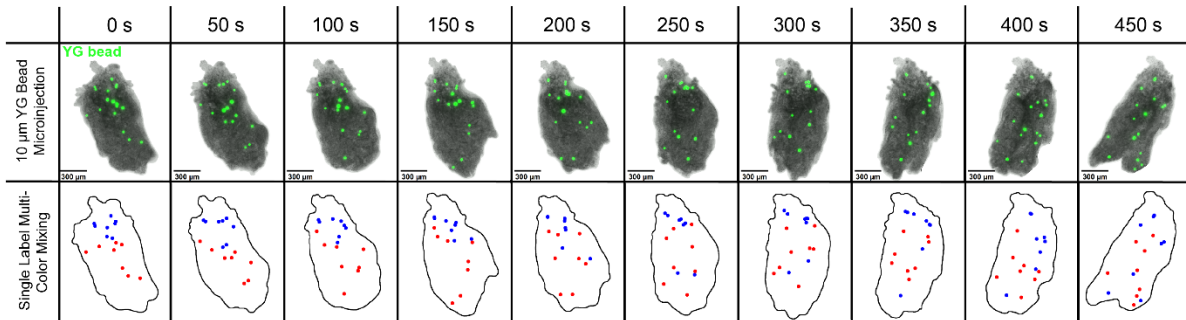 0 s 50 s 100 s 150 s 200 s 250 s 300 s 350 s 400 s 450 s
10 µm YG Bead
Microinjection
YG bead
300 µm 300 µm 300 µm 300 µm 300 µm 300 µm 300 µm 300 µm 300 µm 300 µm
Single Label Multi-
Color Mixing